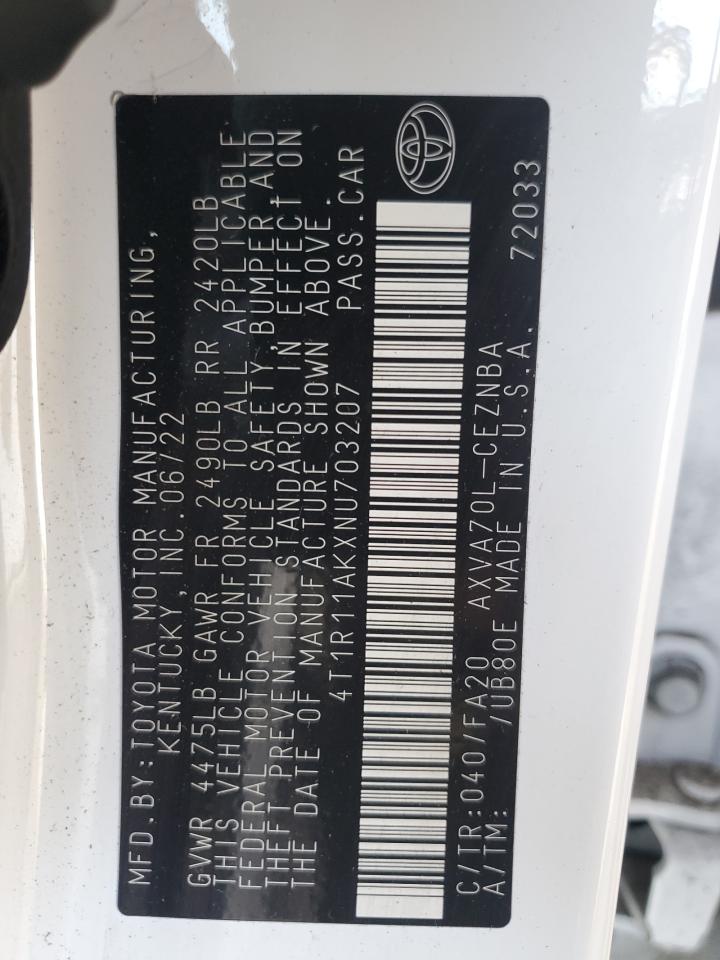 MFD.BY:TOYOTA MOTOR MANUFACTURING,
KENTUCKY, INC.06/22
GVWR 4475LB GAWR FR 2490LB RR 2420LB
THIS VEHICLE CONFORMS TO ALL APPLICABLE
FEDERAL MOTOR VEHICLE SAFETY, BUMPER, AND
THEFT PREVENTION STANDARDS IN EFFECT ON
THE DATE OF MANUFACTURE SHOWN ABOVE.
4T1R11AKXNU703207 PASS.CAR
C/TR:040/FA20 AXVA70L-CEZNBA
A/TM: /UB80E MADE IN U.S.A. 72033